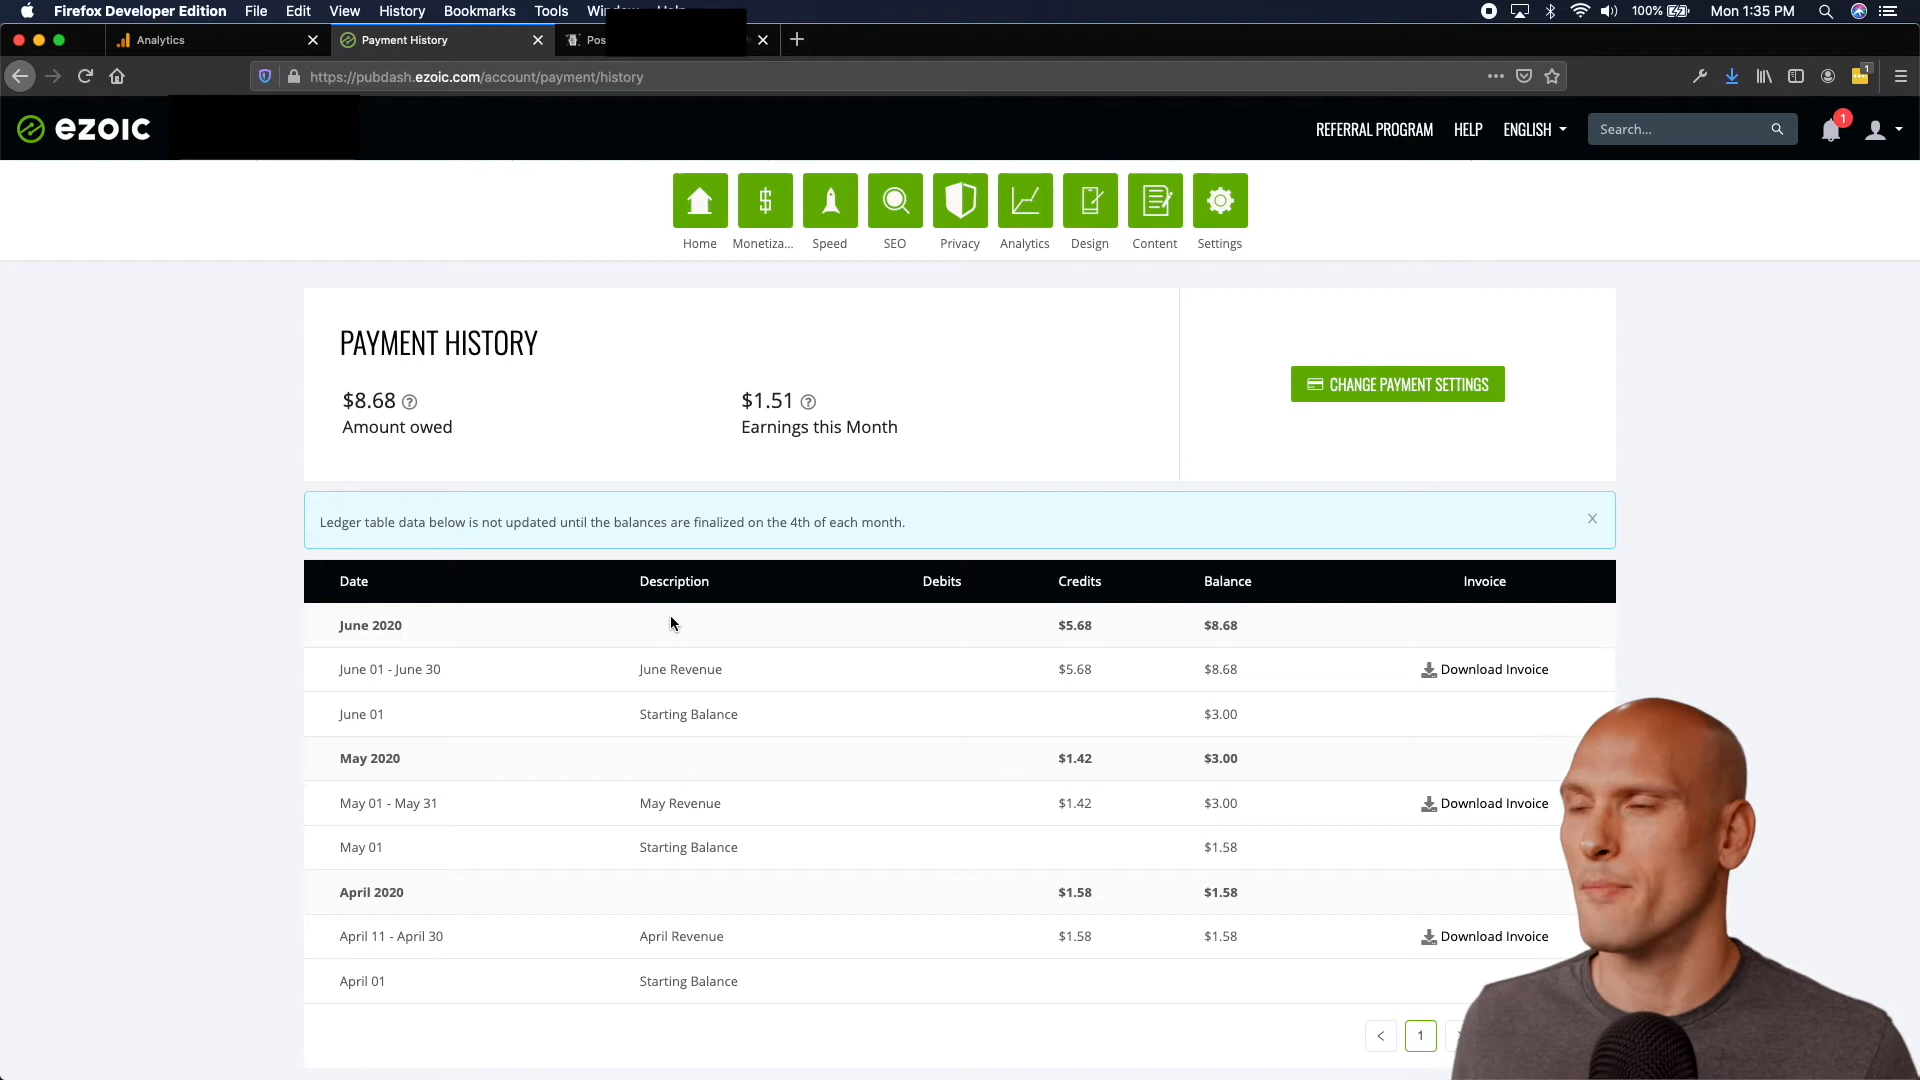 Firefox Developer Edition File Edit View History Bookmarks Tools 100% Mon 1:35 PM
Analytics Payment History Pos
https://pubdash.ezoic.com/account/payment/history 1
ezoic REFERRAL PROGRAM HELP ENGLISH Search... 1
Home Monetiza... Speed SEO Privacy Analytics Design Content Settings
PAYMENT HISTORY
CHANGE PAYMENT SETTINGS
$8.68 ? $1.51 ?
Amount owed Earnings this Month
Ledger table data below is not updated until the balances are finalized on the 4th of each month. X
Date Description Debits Credits Balance Invoice
June 2020 $5.68 $8.68
June 01 - June 30 June Revenue $5.68 $8.68 Download Invoice
June 01 Starting Balance $3.00
May 2020 $1.42 $3.00
May 01 - May 31 May Revenue $1.42 $3.00 Download Invoice
May 01 Starting Balance $1.58
April 2020 $1.58 $1.58
April 11 - April 30 April Revenue $1.58 $1.58 Download Invoice
April 01 Starting Balance
< 1